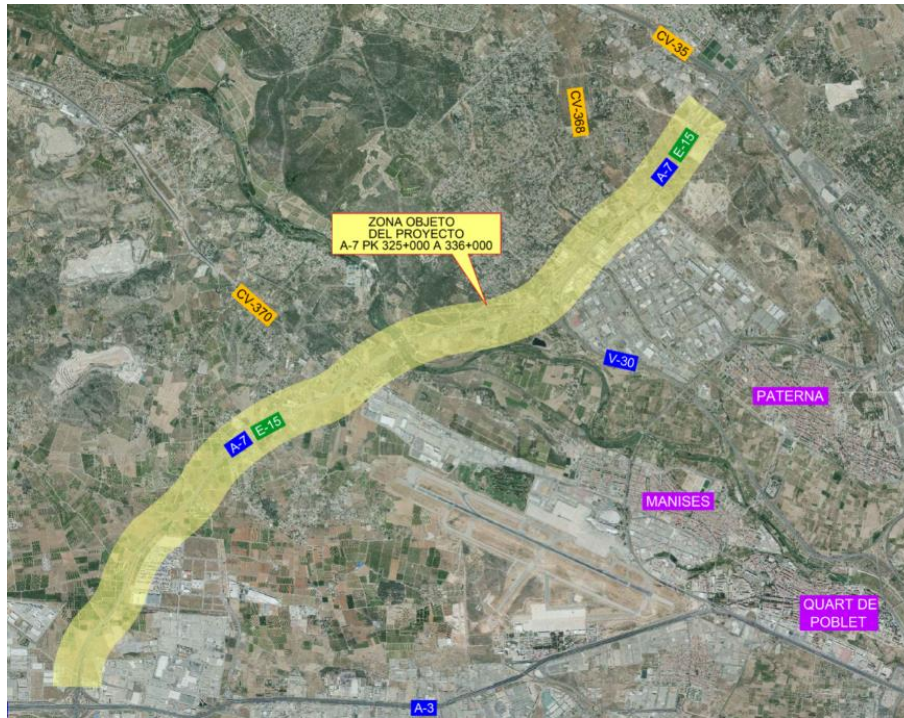 CV-35
CV-368
A-7 E-15
ZONA OBJETO
DEL PROYECTO
A-7 PK 325+000 A 336+000
CV-370
V-30
PATERNA
A-7 E-15
MANISES
QUART DE
POBLET
A-3